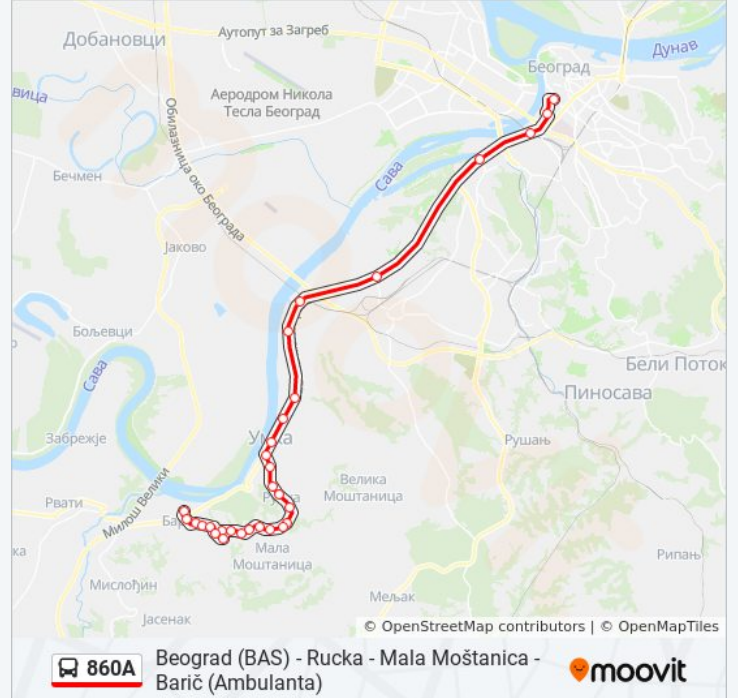 Добановци
Аутопут за Загреб
Београд
Дунав
вица
Аеродром Никола
Тесла Београд
Обилазница око Београда
Сава
Бечмен
Јаково
Бољевци
Сава
Бели Поток
Пиносава
Забрежје
Умка
Рушањ
Велика
Моштаница
Рвати
Милош Велики
Мала
Моштаница
Рипањ
Мислођин
Мељак
Јасенак
© OpenStreetMap contributors | © OpenMapTiles
860A
Beograd (BAS) - Rucka - Mala Moštanica -
Barič (Ambulanta)
moovit